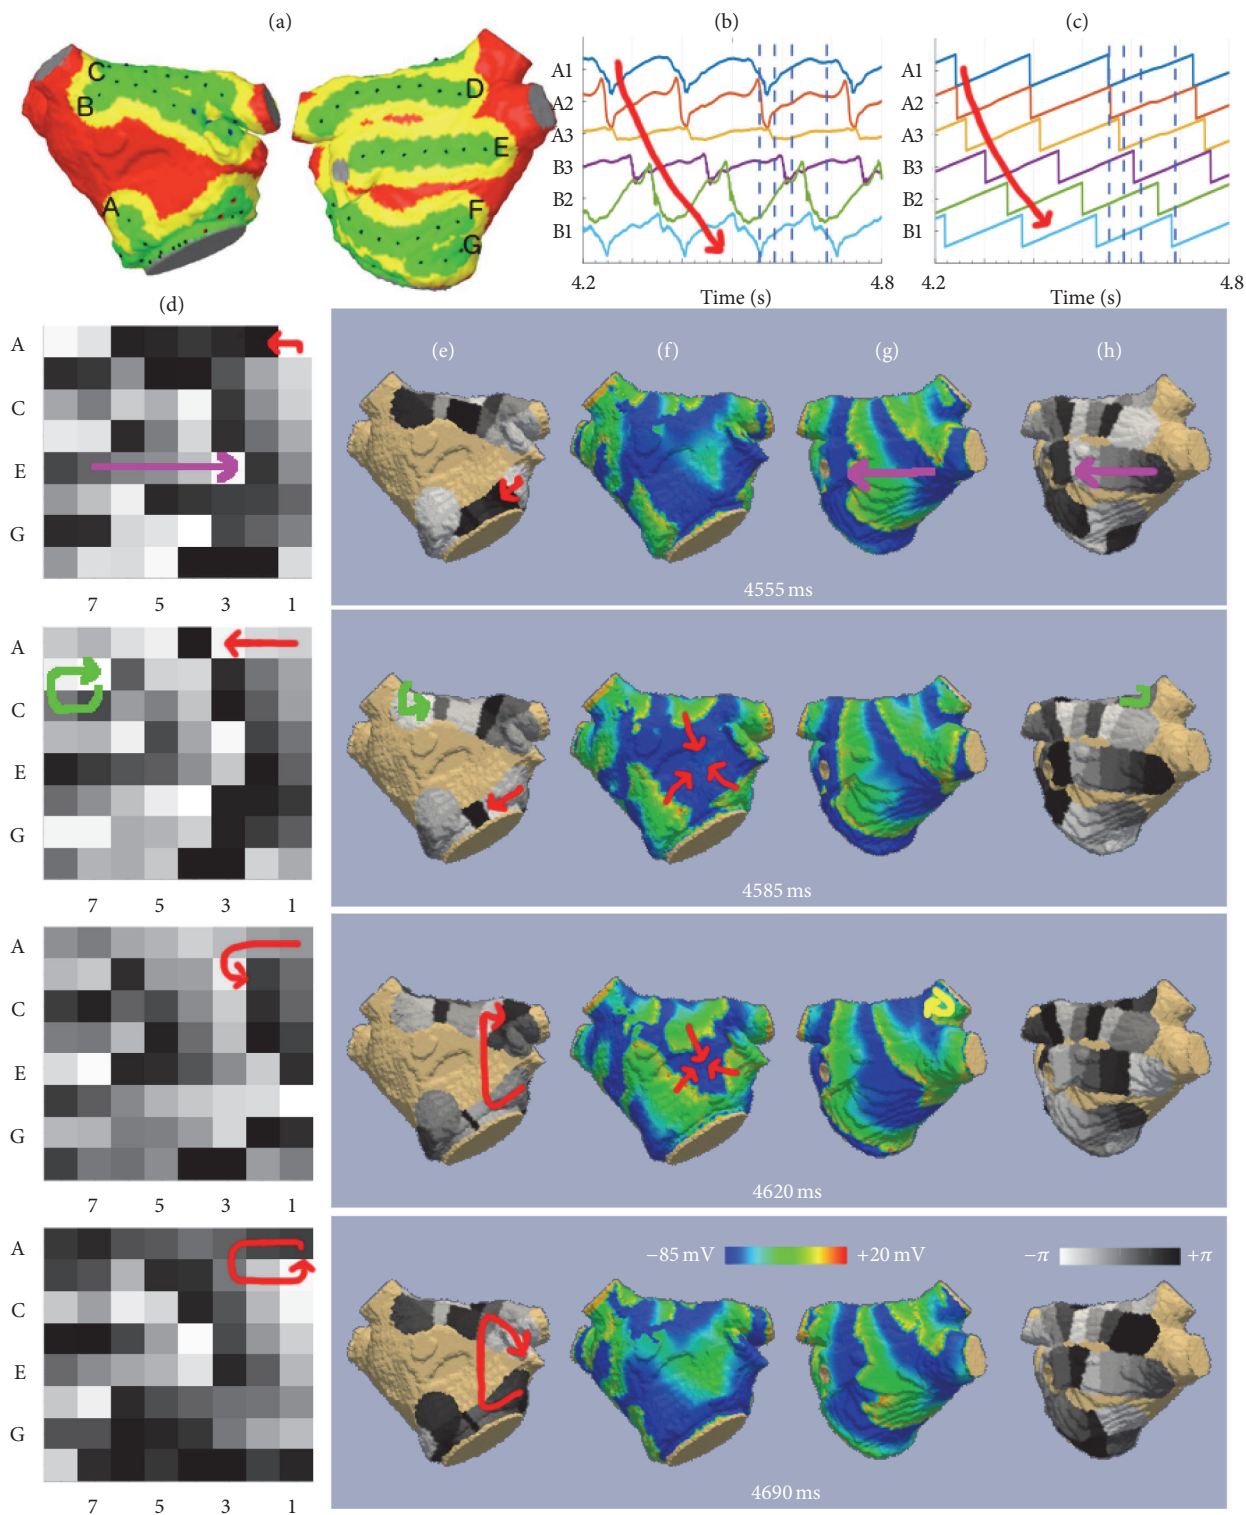 (a)
(b)
(c)
C
B
A
D
E
F
G
A1
A2
A3
B3
B2
B1
4.2
4.8
Time (s)
A1
A2
A3
B3
B2
B1
4.2
4.8
Time (s)
(d)
(e)
(f)
(g)
(h)
A
C
E
G
7 5 3 1
4555 ms
A
C
E
G
7 5 3 1
4585 ms
A
C
E
G
7 5 3 1
4620 ms
A
C
E
G
7 5 3 1
−85 mV +20 mV
−π +π
4690 ms